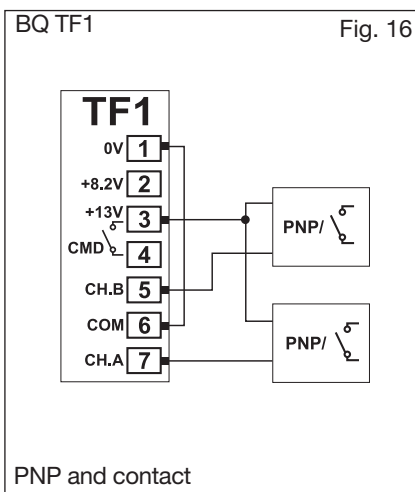 BQ TF1
Fig. 16
TF1
0V 1
+8.2V 2
+13V 3
CMD 4
CH.B 5
COM 6
CH.A 7
PNP/
PNP/
PNP and contact